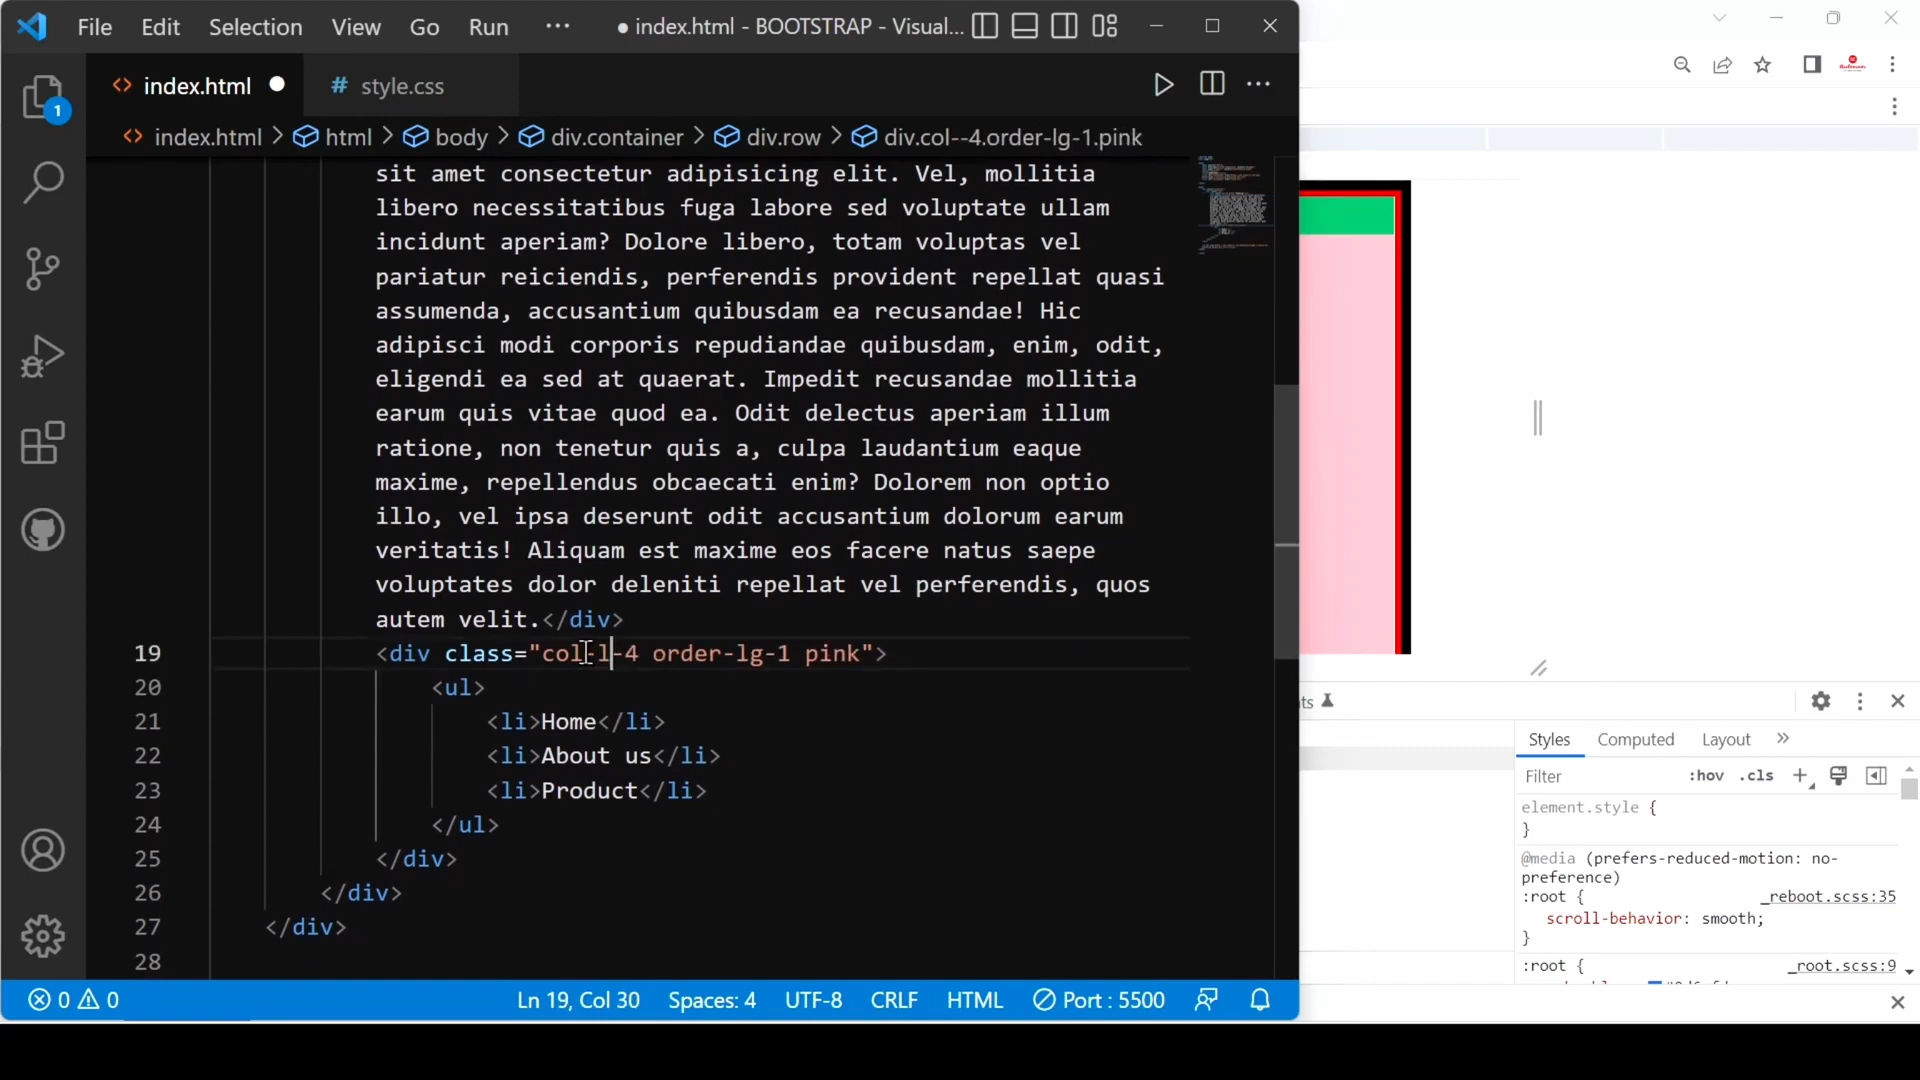 File Edit Selection View Go Run ··· ● index.html - BOOTSTRAP - Visual...
index.html ● # style.css
index.html > html > body > div.container > div.row > div.col--4.order-lg-1.pink
1
sit amet consectetur adipisicing elit. Vel, mollitia
libero necessitatibus fuga labore sed voluptate ullam
incidunt aperiam? Dolore libero, totam voluptas vel
pariatur reiciendis, perferendis provident repellat quasi
assumenda, accusantium quibusdam ea recusandae! Hic
adipisci modi corporis repudiandae quibusdam, enim, odit,
eligendi ea sed at quaerat. Impedit recusandae mollitia
earum quis vitae quod ea. Odit delectus aperiam illum
ratione, non tenetur quis a, culpa laudantium eaque
maxime, repellendus obcaecati enim? Dolorem non optio
illo, vel ipsa deserunt odit accusantium dolorum earum
veritatis! Aliquam est maxime eos facere natus saepe
voluptates dolor deleniti repellat vel perferendis, quos
autem velit.</div>
19 <div class="col-l-4 order-lg-1 pink">
20 <ul>
21 <li>Home</li>
22 <li>About us</li>
23 <li>Product</li>
24 </ul>
25 </div>
26 </div>
27 </div>
28
0 0 Ln 19, Col 30 Spaces: 4 UTF-8 CRLF HTML Port : 5500
ts
Styles Computed Layout »
Filter :hov .cls +
element.style {
}
@media (prefers-reduced-motion: no-
preference)
:root { _reboot.scss:35
scroll-behavior: smooth;
}
:root { _root.scss:9